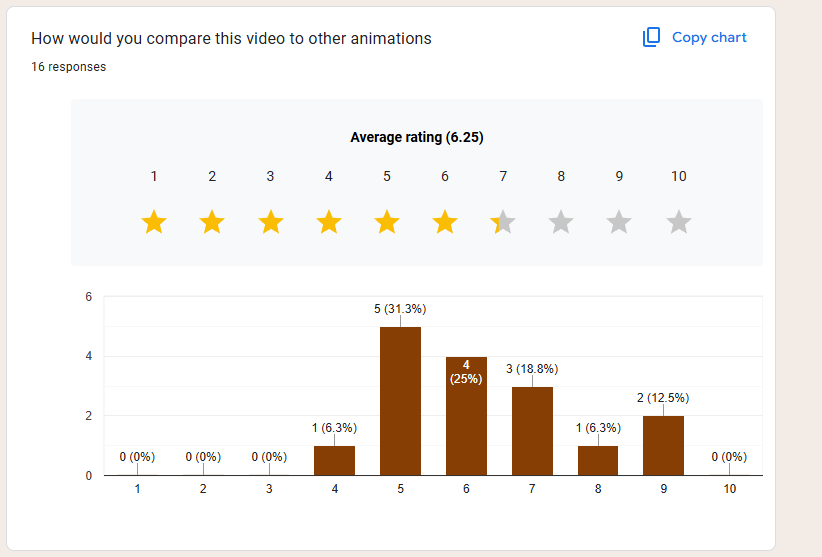 How would you compare this video to other animations
Copy chart
16 responses
Average rating (6.25)
1 2 3 4 5 6 7 8 9 10
6
5 (31.3%)
4
4
(25%)
3 (18.8%)
2
2 (12.5%)
1 (6.3%)
1 (6.3%)
0 (0%) 0 (0%) 0 (0%) 0 (0%)
0
1 2 3 4 5 6 7 8 9 10